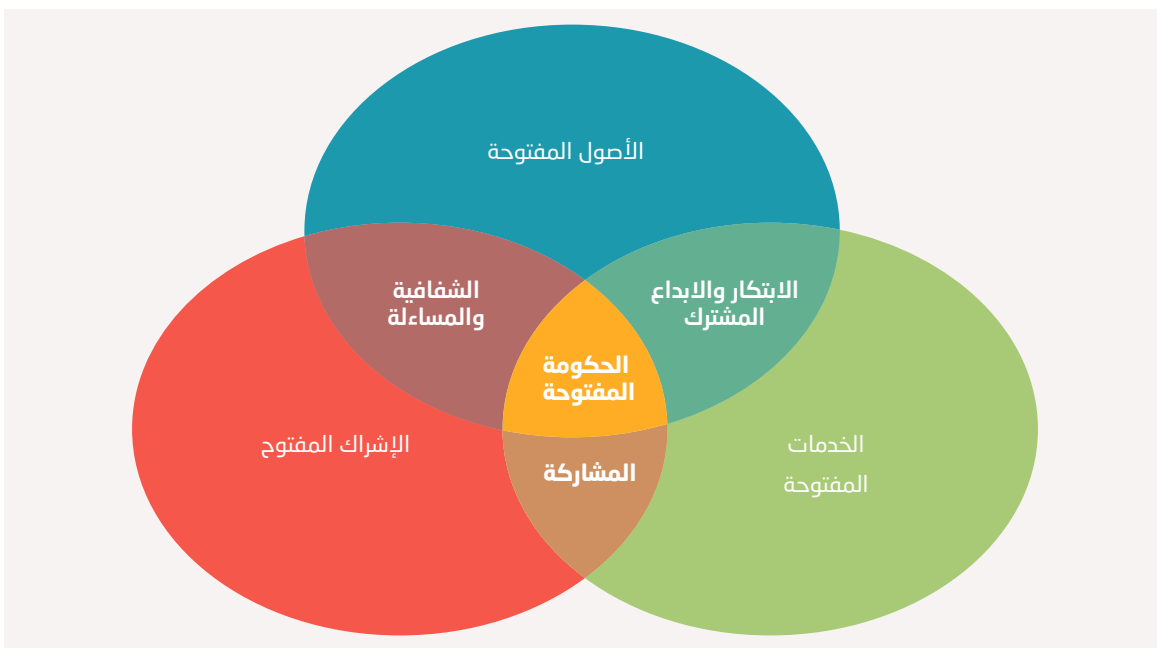 الأصول المفتوحة
الابتكار والابداع
المشترك
الشفافية
والمساءلة
الحكومة
المفتوحة
الخدمات
المفتوحة
الإشراك المفتوح
المشاركة